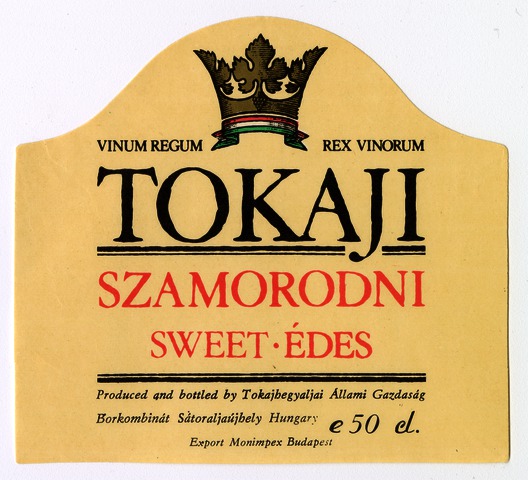 VINUM REGUM REX VINORUM
TOKAJI
SZAMORODNI
SWEET · ÉDES
Produced and bottled by Tokajhegyaljai Állami Gazdaság
Borkombinát Sátoraljaújhely Hungary e 50 cl.
Export Monimpex Budapest